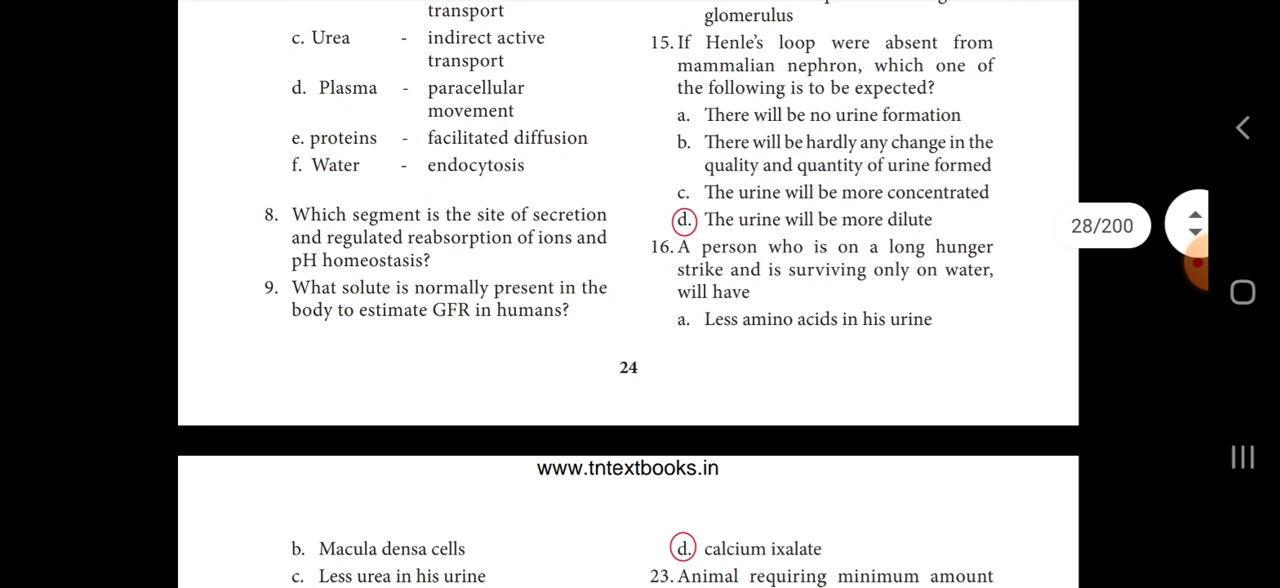 transport
c. Urea - indirect active
transport
d. Plasma - paracellular
movement
e. proteins - facilitated diffusion
f. Water - endocytosis
8. Which segment is the site of secretion
and regulated reabsorption of ions and
pH homeostasis?
9. What solute is normally present in the
body to estimate GFR in humans?
glomerulus
15. If Henle's loop were absent from
mammalian nephron, which one of
the following is to be expected?
a. There will be no urine formation
b. There will be hardly any change in the
quality and quantity of urine formed
c. The urine will be more concentrated
d. The urine will be more dilute
16. A person who is on a long hunger
strike and is surviving only on water,
will have
a. Less amino acids in his urine
24
28/200
www.tntextbooks.in
b. Macula densa cells
c. Less urea in his urine
d. calcium ixalate
23. Animal requiring minimum amount